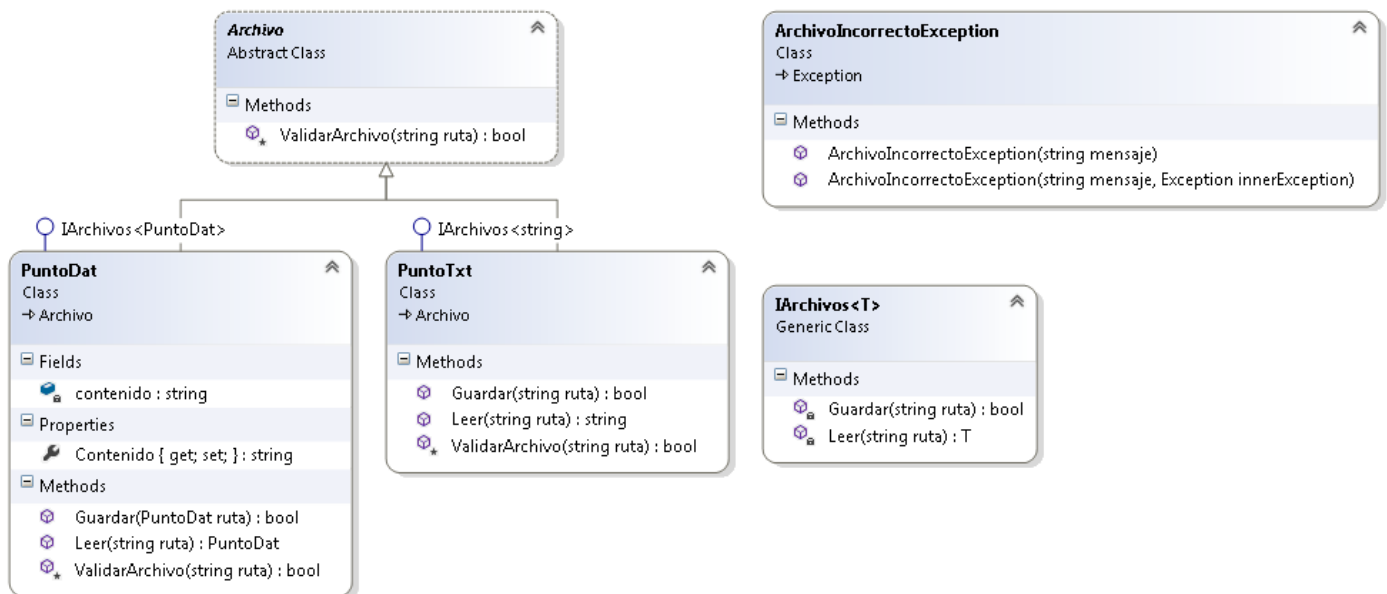 Archivo
Abstract Class
Methods
ValidarArchivo(string ruta) : bool
ArchivoIncorrectoException
Class
Exception
Methods
ArchivoIncorrectoException(string mensaje)
ArchivoIncorrectoException(string mensaje, Exception innerException)
IArchivos<PuntoDat>
PuntoDat
Class
Archivo
Fields
contenido : string
Properties
Contenido { get; set; } : string
Methods
Guardar(PuntoDat ruta) : bool
Leer(string ruta) : PuntoDat
ValidarArchivo(string ruta) : bool
IArchivos<string>
PuntoTxt
Class
Archivo
Methods
Guardar(string ruta) : bool
Leer(string ruta) : string
ValidarArchivo(string ruta) : bool
IArchivos<T>
Generic Class
Methods
Guardar(string ruta) : bool
Leer(string ruta) : T